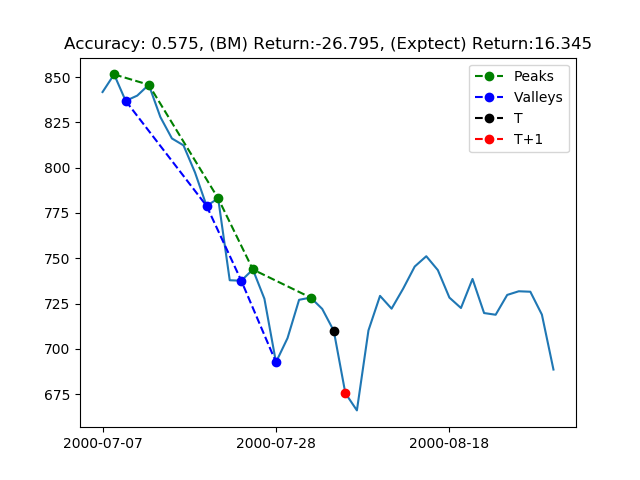 Accuracy: 0.575, (BM) Return:-26.795, (Exptect) Return:16.345
850
825
800
775
750
725
700
675
Peaks
Valleys
T
T+1
2000-07-07
2000-07-28
2000-08-18